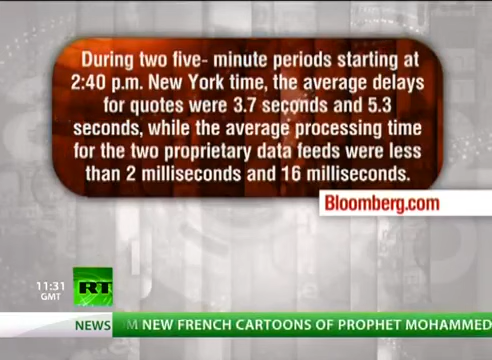 During two five- minute periods starting at
2:40 p.m. New York time, the average delays
for quotes were 3.7 seconds and 5.3
seconds, while the average processing time
for the two proprietary data feeds were less
than 2 milliseconds and 16 milliseconds.
Bloomberg.com
11:31
GMT
RT
NEWS M NEW FRENCH CARTOONS OF PROPHET MOHAMMED